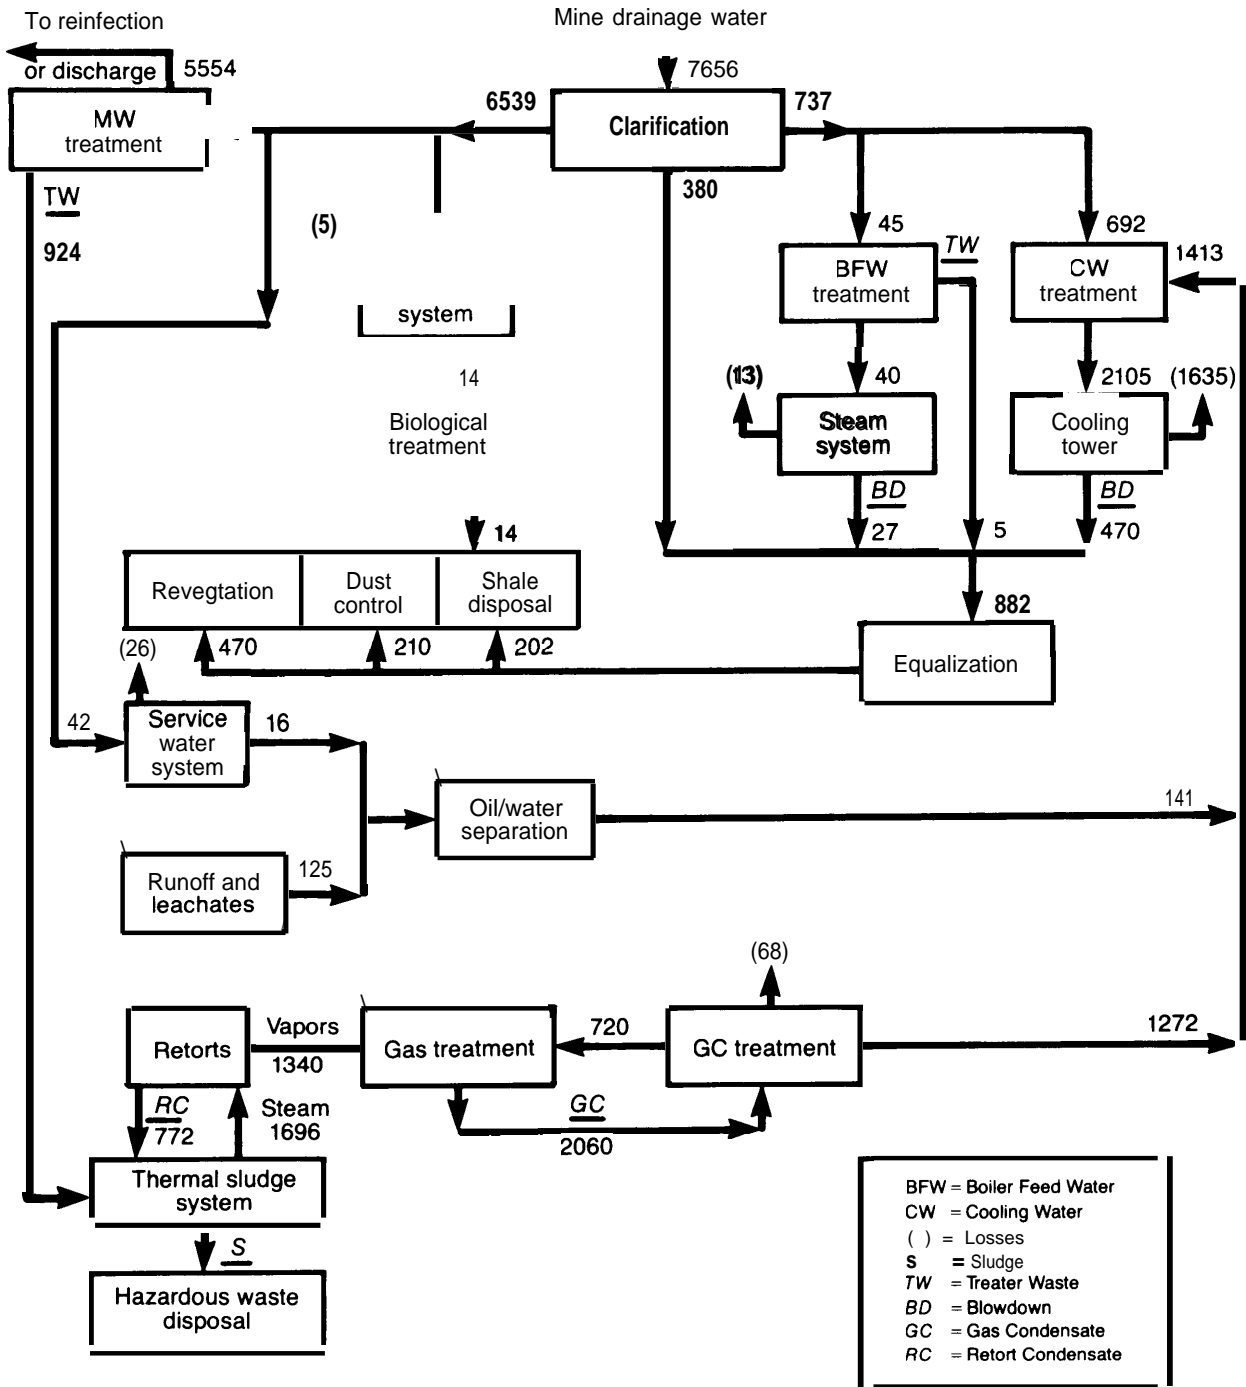 To reinfection
or discharge
5554
MW
treatment
TW
924
Mine drainage water
7656
6539
Clarification
737
380
(5)
system
14
Biological
treatment
45
BFW
treatment
TW
692
1413
CW
treatment
(13)
40
Steam
system
BD
27
5
2105
(1635)
Cooling
tower
BD
470
14
Revegtation
Dust
control
Shale
disposal
470
210
202
882
Equalization
(26)
42
Service
water
system
16
Oil/water
separation
141
Runoff and
leachates
125
(68)
Retorts
Vapors
1340
Gas treatment
720
GC treatment
1272
RC
772
Steam
1696
GC
2060
Thermal sludge
system
S
Hazardous waste
disposal
BFW = Boiler Feed Water
CW = Cooling Water
( ) = Losses
S = Sludge
TW = Treater Waste
BD = Blowdown
GC = Gas Condensate
RC = Retort Condensate